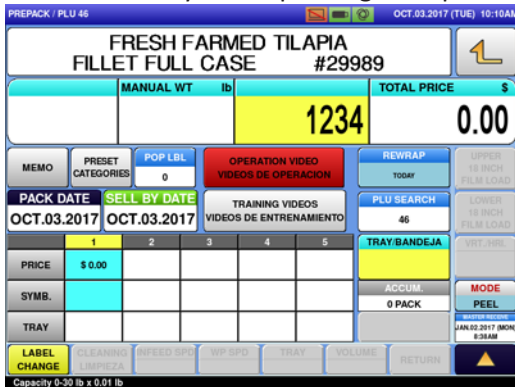 PREPACK / PLU 46
OCT.03.2017 (TUE) 10:10AM
FRESH FARMED TILAPIA
FILLET FULL CASE #29989
MANUAL WT lb
TOTAL PRICE $
1234
0.00
MEMO
PRESET CATEGORIES
POP LBL
0
OPERATION VIDEO
VIDEOS DE OPERACION
REWRAP
TODAY
UPPER
18 INCH
FILM LOAD
PACK DATE
OCT.03.2017
SELL BY DATE
OCT.03.2017
TRAINING VIDEOS
VIDEOS DE ENTRENAMIENTO
PLU SEARCH
46
LOWER
18 INCH
FILM LOAD
1 2 3 4 5
TRAY/BANDEJA
VRT./HRI.
PRICE $ 0.00
SYMB.
ACCUM.
0 PACK
MODE
PEEL
TRAY
MASTER RECEIVE
JAN.02.2017 (MON)
8:36AM
LABEL CHANGE
CLEANING
LIMPIEZA
INFEED SPD
WP SPD
TRAY
VOLUME
RETURN
Capacity 0-30 lb x 0.01 lb